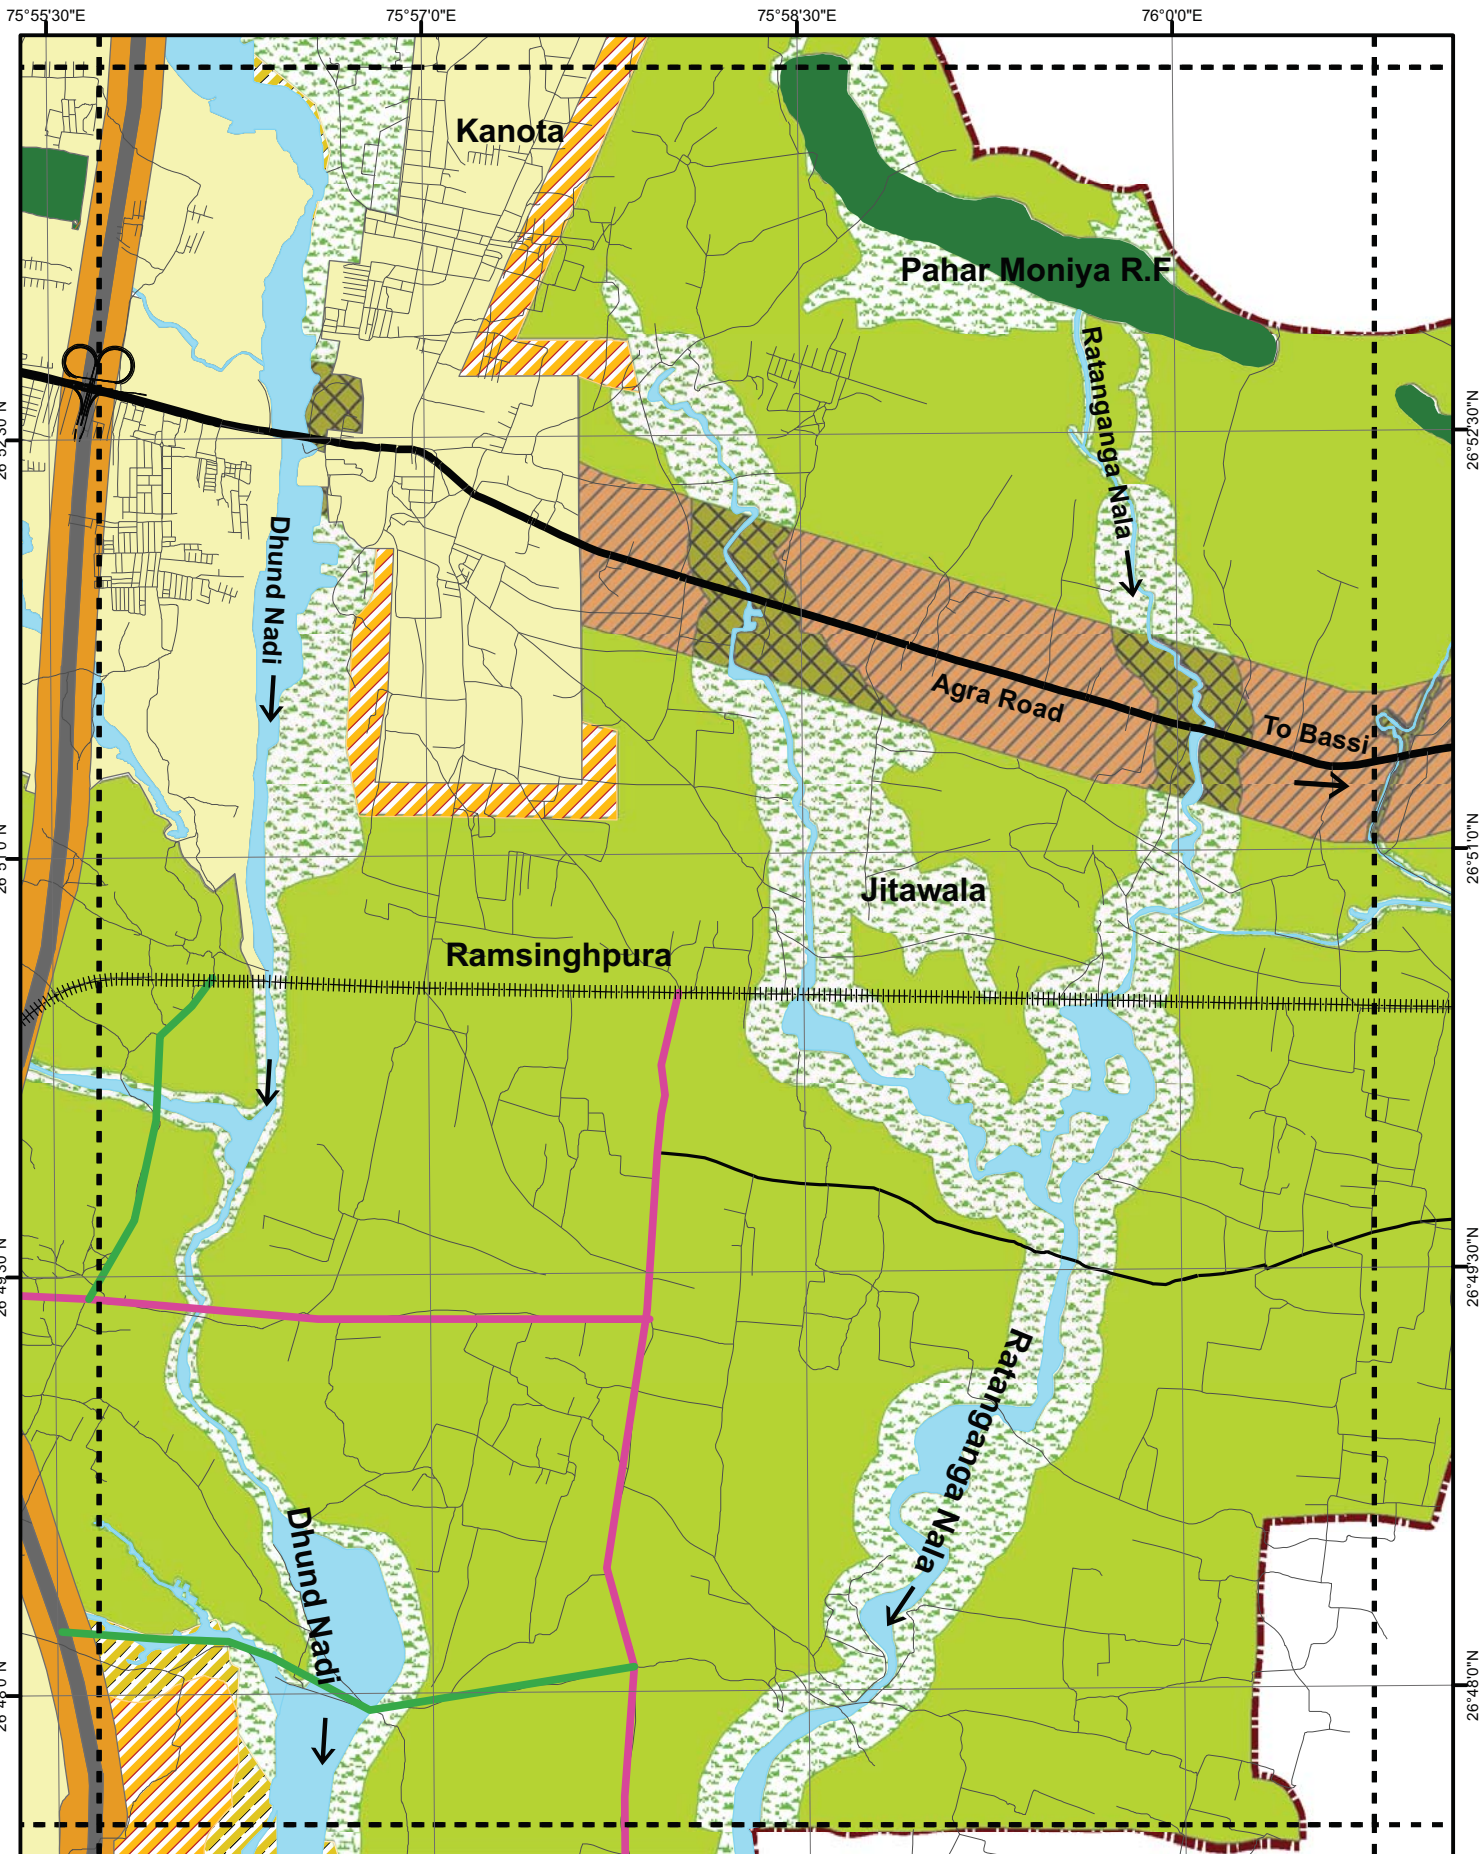 75°55'30"E
75°57'0"E
75°58'30"E
76°0'0"E
Kanota
Pahar Moniya R.F
Ratanganga Nala
26°52'30"N
Dhund Nadi
Agra Road
To Bassi
26°51'0"N
Jitawala
Ramsinghpura
26°49'30"N
Ratanganga Nala
Dhund Nadi
26°48'0"N